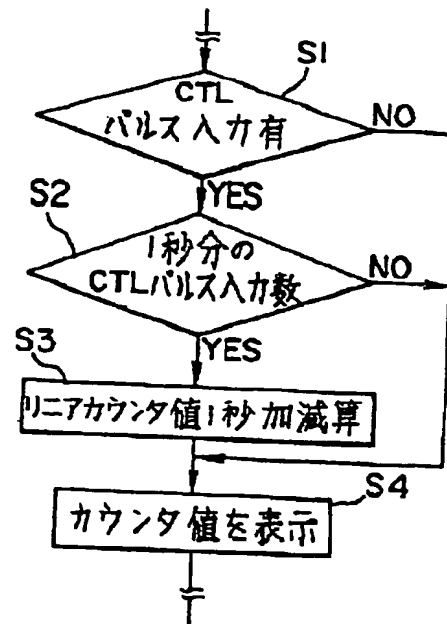 S1
CTL
パルス入力有
NO
YES
S2
1秒分の
CTLパルス入力数
NO
YES
S3
リニアカウンタ値1秒加減算
S4
カウンタ値を表示